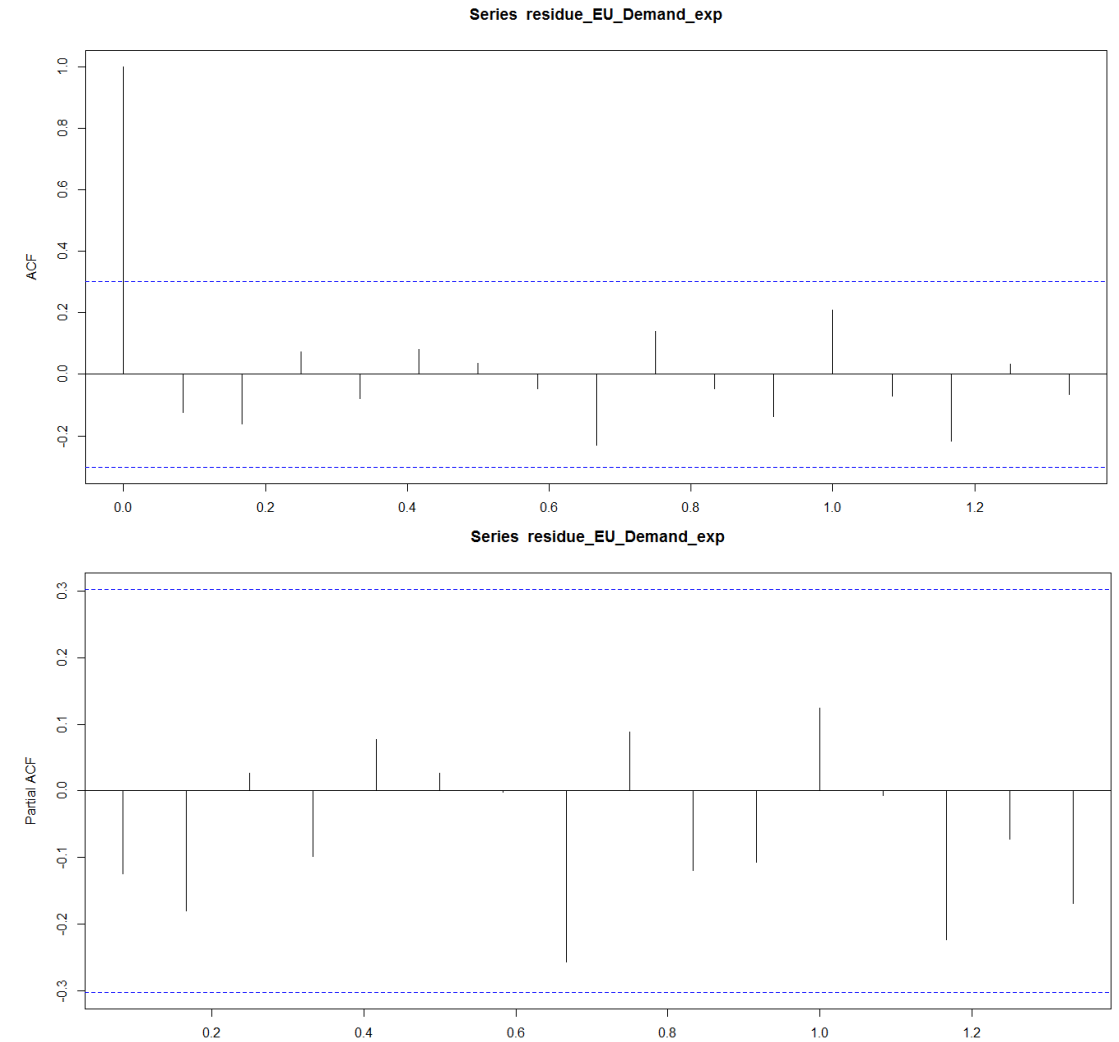 Series residue_EU_Demand_exp
ACF
1.0
0.8
0.6
0.4
0.2
0.0
-0.2
0.0 0.2 0.4 0.6 0.8 1.0 1.2
Series residue_EU_Demand_exp
Partial ACF
0.3
0.2
0.1
0.0
-0.1
-0.2
-0.3
0.2 0.4 0.6 0.8 1.0 1.2